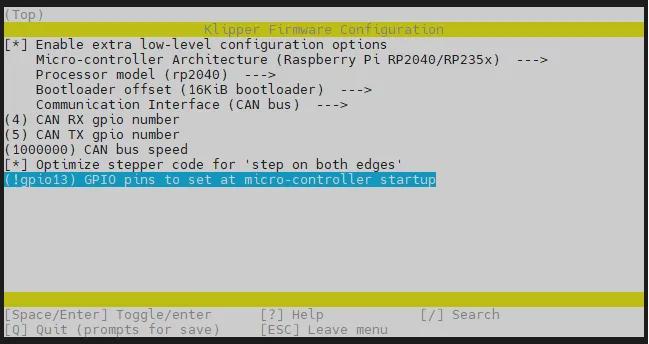 (Top)
Klipper Firmware Configuration
[*] Enable extra low-level configuration options
Micro-controller Architecture (Raspberry Pi RP2040/RP235x)  --->
Processor model (rp2040)  --->
Bootloader offset (16KiB bootloader)  --->
Communication Interface (CAN bus)  --->
(4) CAN RX gpio number
(5) CAN TX gpio number
(1000000) CAN bus speed
[*] Optimize stepper code for 'step on both edges'
(!gpio13) GPIO pins to set at micro-controller startup
[Space/Enter] Toggle/enter [?] Help [/] Search
[Q] Quit (prompts for save) [ESC] Leave menu